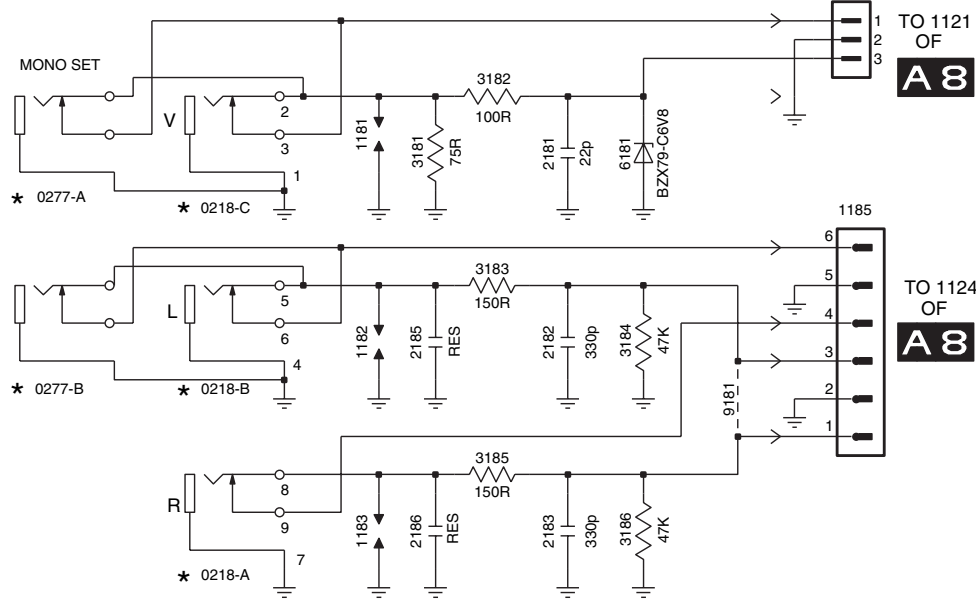 MONO SET
V
2
3
1
* 0277-A
* 0218-C
1181
3181
75R
3182
100R
2181
22p
6181
BZX79-C6V8
1
2
3
TO 1121
OF
A 8
L
5
6
4
* 0277-B
* 0218-B
1182
2185
RES
3183
150R
2182
330p
3184
47K
9181
1185
6
5
4
3
2
1
TO 1124
OF
A 8
R
8
9
7
* 0218-A
1183
2186
RES
3185
150R
2183
330p
3186
47K